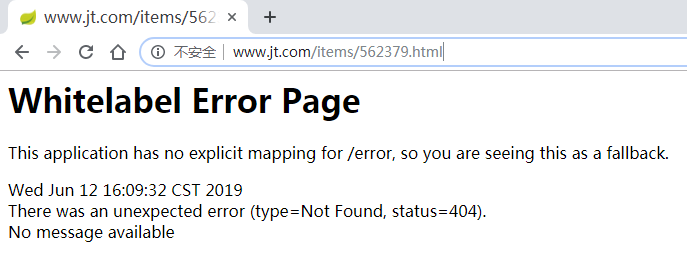 www.jt.com/items/562
不安全 www.jt.com/items/562379.html
Whitelabel Error Page
This application has no explicit mapping for /error, so you are seeing this as a fallback.
Wed Jun 12 16:09:32 CST 2019
There was an unexpected error (type=Not Found, status=404).
No message available